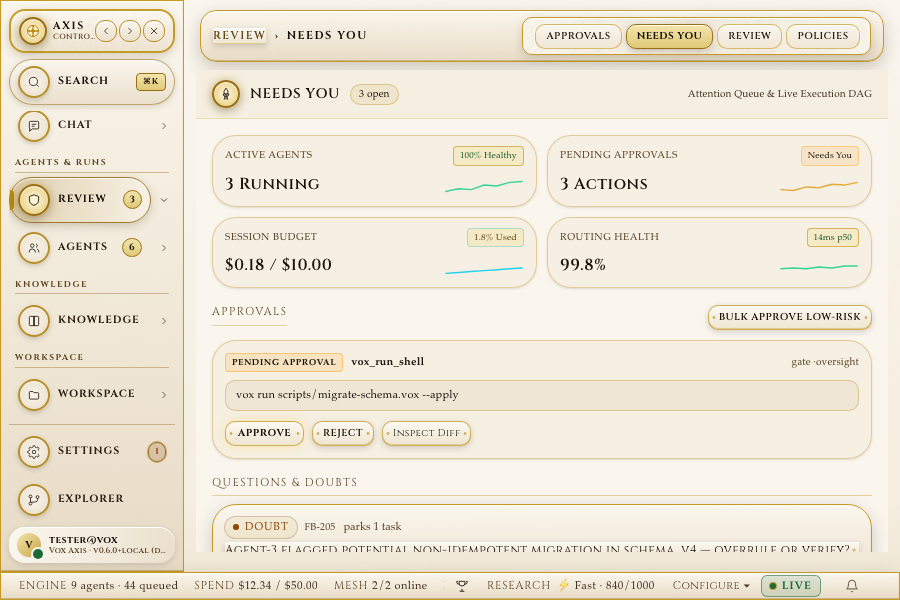 AXIS
CONTRO...
SEARCH ⌘K
CHAT
AGENTS & RUNS
REVIEW 3
AGENTS 6
KNOWLEDGE
KNOWLEDGE
WORKSPACE
WORKSPACE
SETTINGS 1
EXPLORER
V
TESTER@VOX
VOX AXIS · V0.6.0+LOCAL (D...
REVIEW › NEEDS YOU
APPROVALS NEEDS YOU REVIEW POLICIES
NEEDS YOU 3 open
Attention Queue & Live Execution DAG
ACTIVE AGENTS 100% Healthy
3 Running
PENDING APPROVALS Needs You
3 Actions
SESSION BUDGET 1.8% Used
$0.18 / $10.00
ROUTING HEALTH 14ms p50
99.8%
APPROVALS
BULK APPROVE LOW-RISK
PENDING APPROVAL vox_run_shell gate ·oversight
vox run scripts/migrate-schema.vox --apply
APPROVE REJECT Inspect Diff
QUESTIONS & DOUBTS
DOUBT FB-205 parks 1 task
AGENT-3 FLAGGED POTENTIAL NON-IDEMPOTENT MIGRATION IN SCHEMA_V4 — OVERRULE OR VERIFY?
ENGINE 9 agents · 44 queued SPEND $12.34 / $50.00 MESH 2/2 online RESEARCH ⚡ Fast · 840/1000 Configure LIVE